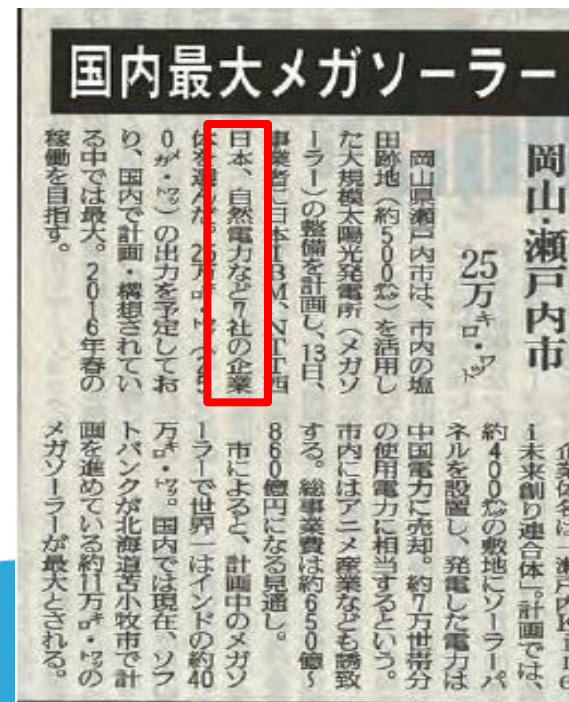 国内最大メガソーラー
岡山・瀬戸内市
25万キロ・ワット
岡山県瀬戸内市は、市内の塩
田跡地（約500ヘクタール）を活用し
た大規模太陽光発電所（メガソ
ーラー）の整備を計画し、13日、
事業者に日本IBM、NTT西
日本、自然電力など7社の企業
体を選んだ。25万キロ・ワット（25
0メガ・ワット）の出力を予定してお
り、国内で計画・構想されてい
る中では最大。2016年春の
稼働を目指す。
企業体名は「瀬戸内Kire
i未来創り連合体」。計画では、
約400ヘクタールの敷地にソーラーパ
ネルを設置し、発電した電力は
中国電力に売却。約7万世帯分
の使用電力に相当するという。
市内にはアニメ産業なども誘致
する。総事業費は約650億～
860億円になる見通し。
市によると、計画中のメガソ
ーラーで世界一はインドの約40
万キロ・ワット。国内では現在、ソフ
トバンクが北海道苫小牧市で計
画を進めている約11万キロ・ワットの
メガソーラーが最大とされる。